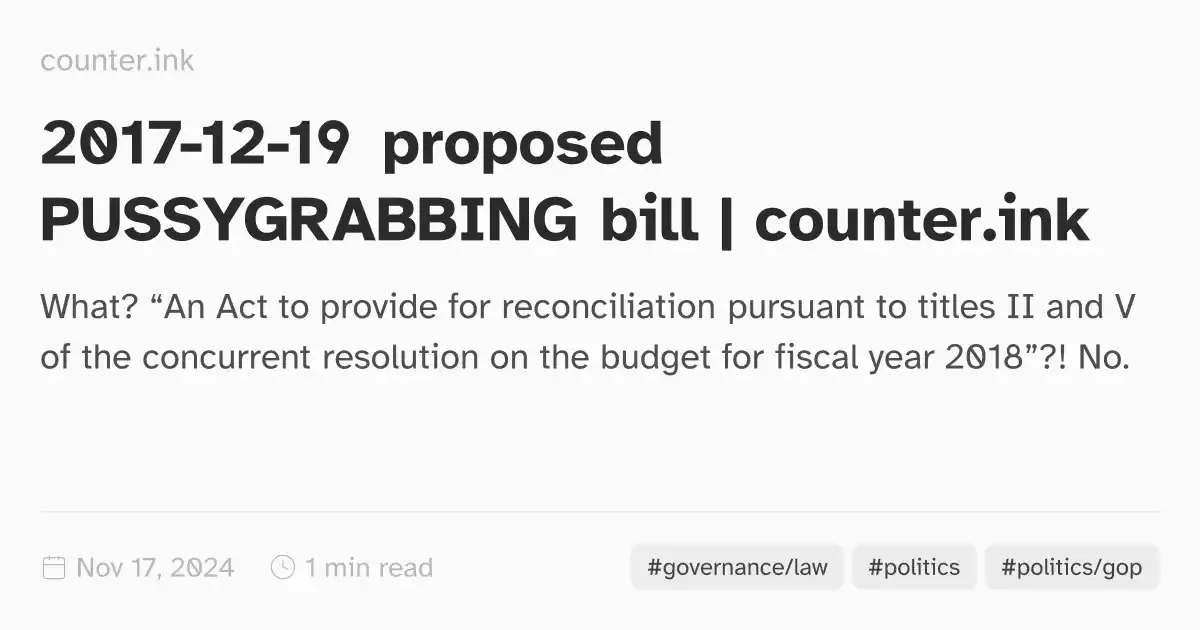 counter.ink
2017-12-19 proposed
PUSSYGRABBING bill | counter.ink
What? “An Act to provide for reconciliation pursuant to titles II and V
of the concurrent resolution on the budget for fiscal year 2018”?! No.
Nov 17, 2024 1 min read #governance/law #politics #politics/gop